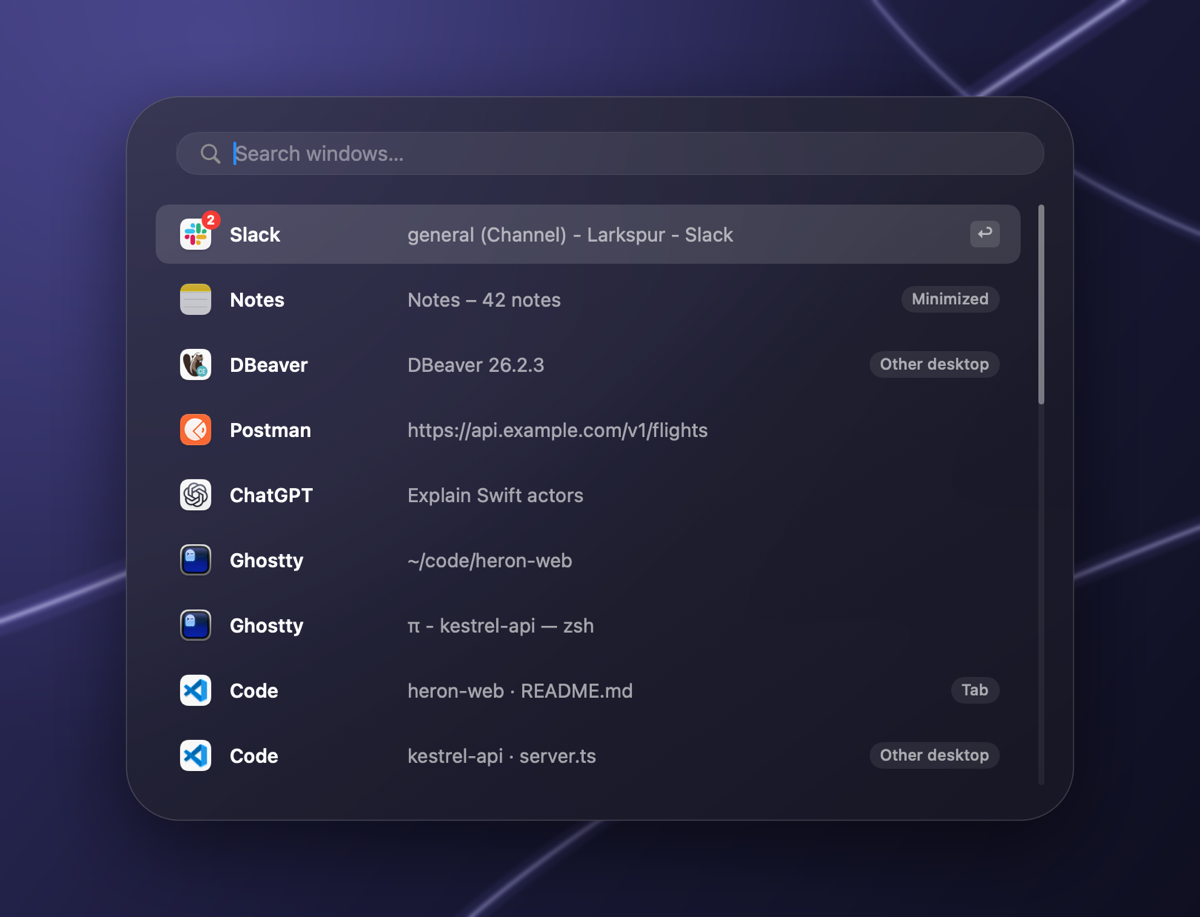 Search windows...
2
Slack general (Channel) - Larkspur - Slack
Notes Notes – 42 notes Minimized
DBeaver DBeaver 26.2.3 Other desktop
Postman https://api.example.com/v1/flights
ChatGPT Explain Swift actors
Ghostty ~/code/heron-web
Ghostty π - kestrel-api — zsh
Code heron-web · README.md Tab
Code kestrel-api · server.ts Other desktop